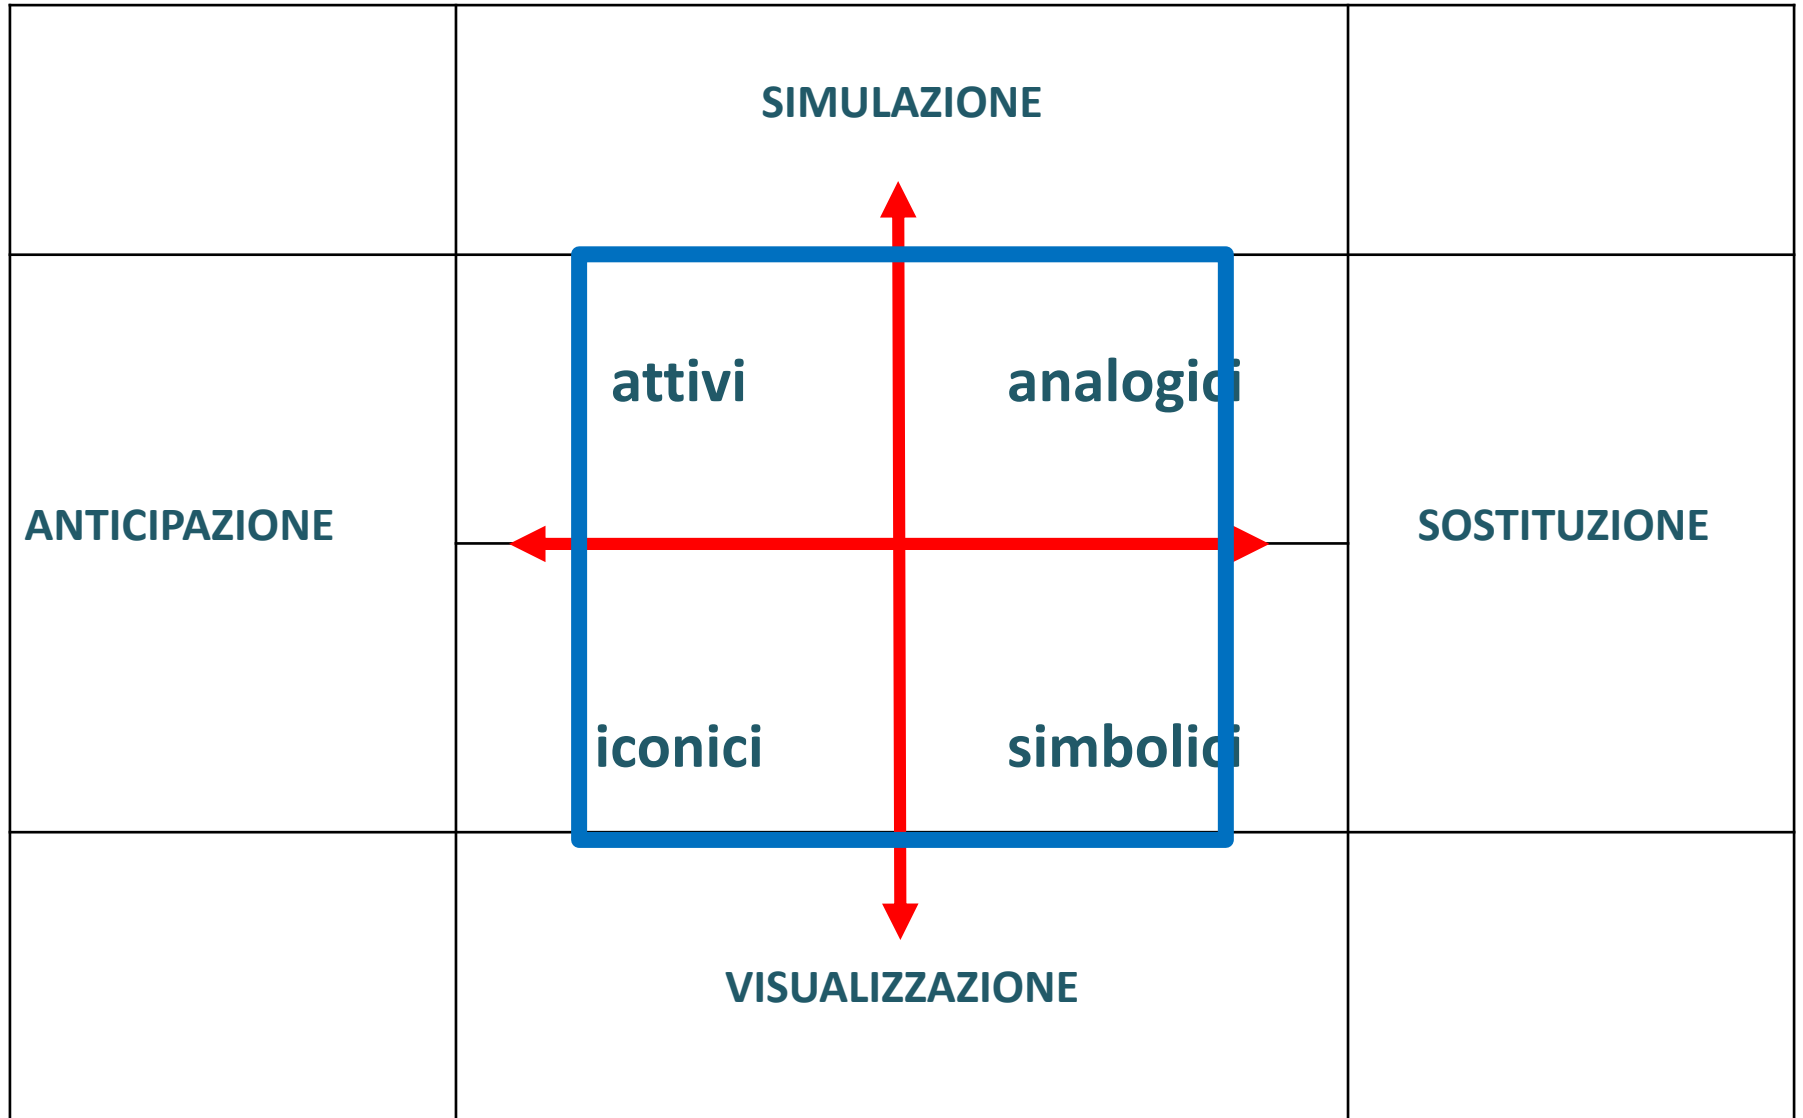 SIMULAZIONE
attivi
analogici
ANTICIPAZIONE
SOSTITUZIONE
iconici
simbolici
VISUALIZZAZIONE